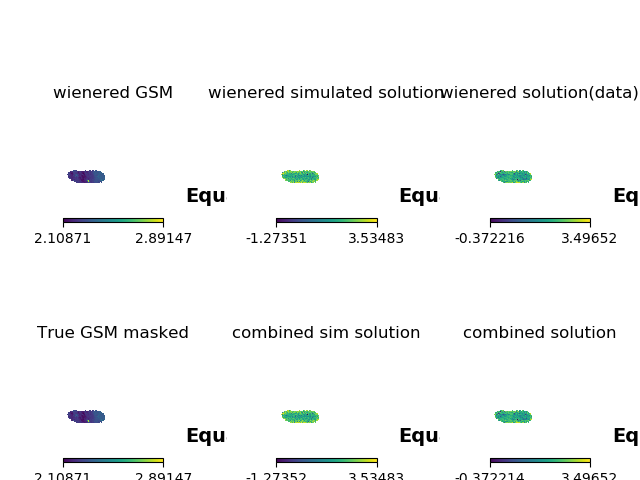 wienered GSM wienered simulated solution wienered solution(data)
Equ Equ Eq
2.10871 2.89147 -1.27351 3.53483 -0.372216 3.49652
True GSM masked combined sim solution combined solution
Equ Equ Eq
2.10871 2.89147 -1.27352 3.53483 -0.372214 3.49652